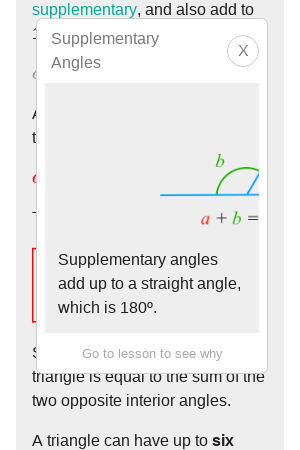 supplementary, and also add to
Supplementary
Angles
X
b
a + b =
Supplementary angles
add up to a straight angle,
which is 180º.
Go to lesson to see why
triangle is equal to the sum of the
two opposite interior angles.
A triangle can have up to six